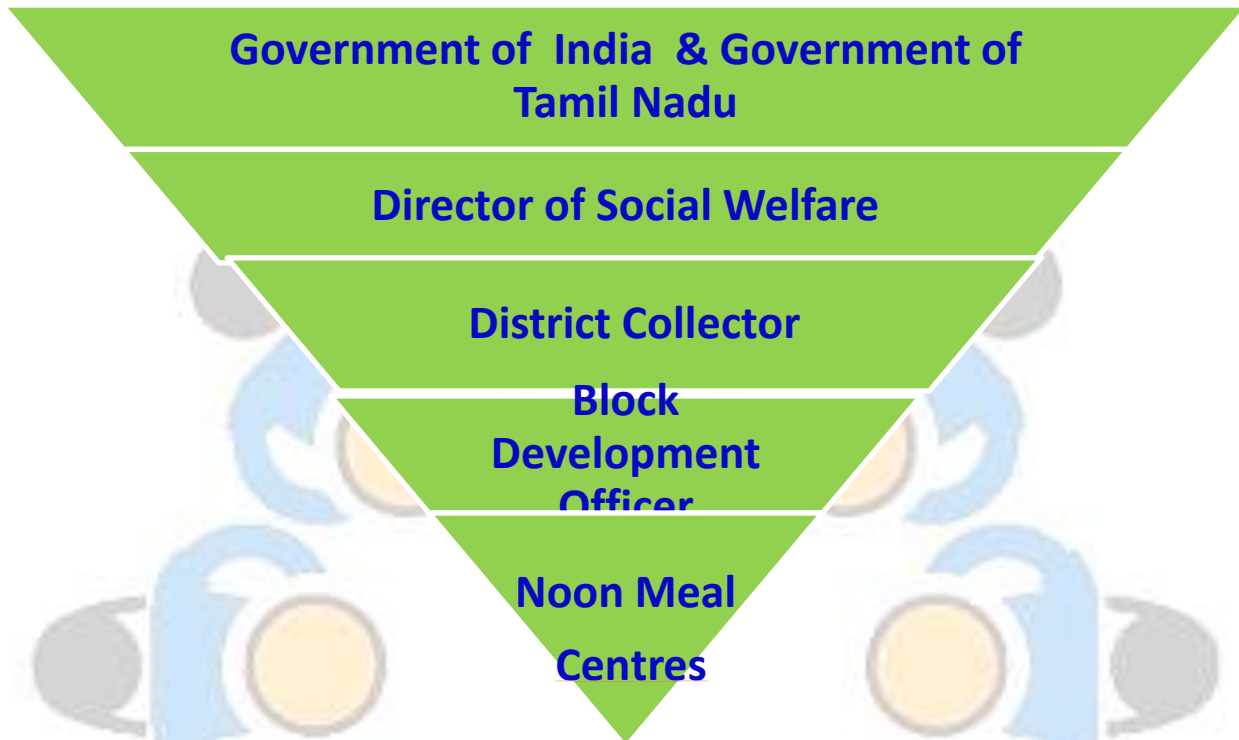 Government of India & Government of
Tamil Nadu
Director of Social Welfare
District Collector
Block
Development
Officer
Noon Meal
Centres